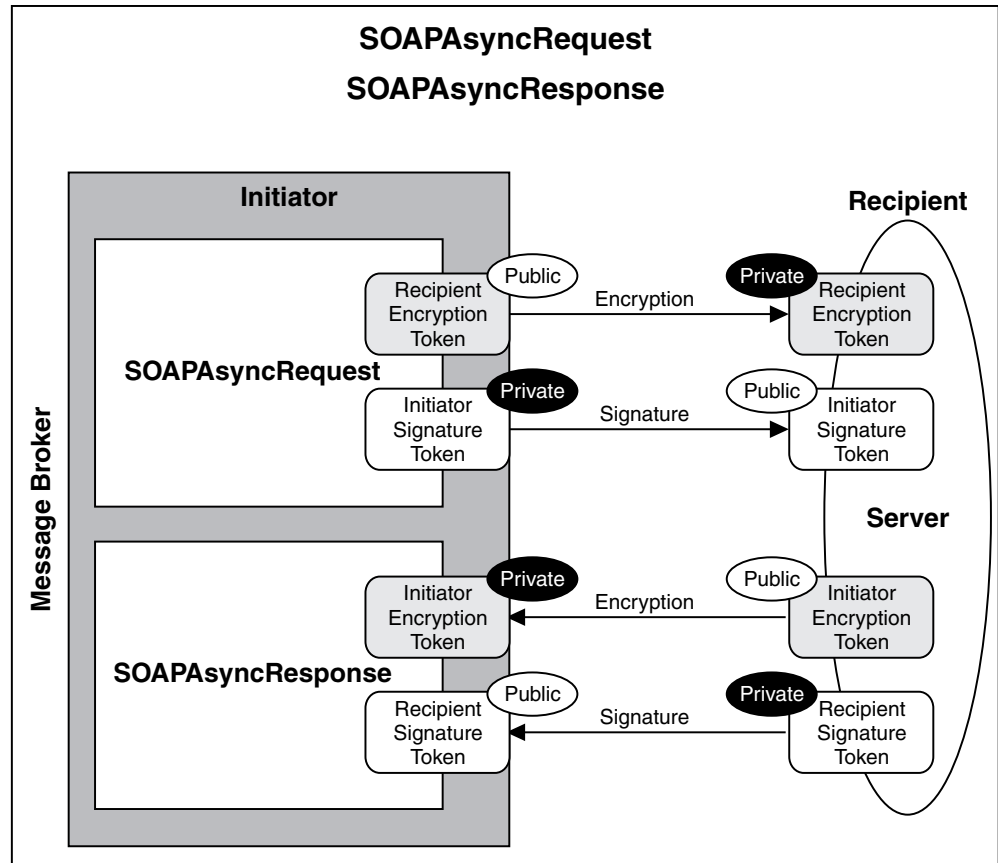 SOAPAsyncRequest
SOAPAsyncResponse
Initiator
Recipient
Message Broker
SOAPAsyncRequest
Public
Recipient
Encryption
Token
Encryption
Private
Recipient
Encryption
Token
Private
Initiator
Signature
Token
Signature
Public
Initiator
Signature
Token
Server
SOAPAsyncResponse
Private
Initiator
Encryption
Token
Encryption
Public
Initiator
Encryption
Token
Public
Recipient
Signature
Token
Signature
Private
Recipient
Signature
Token